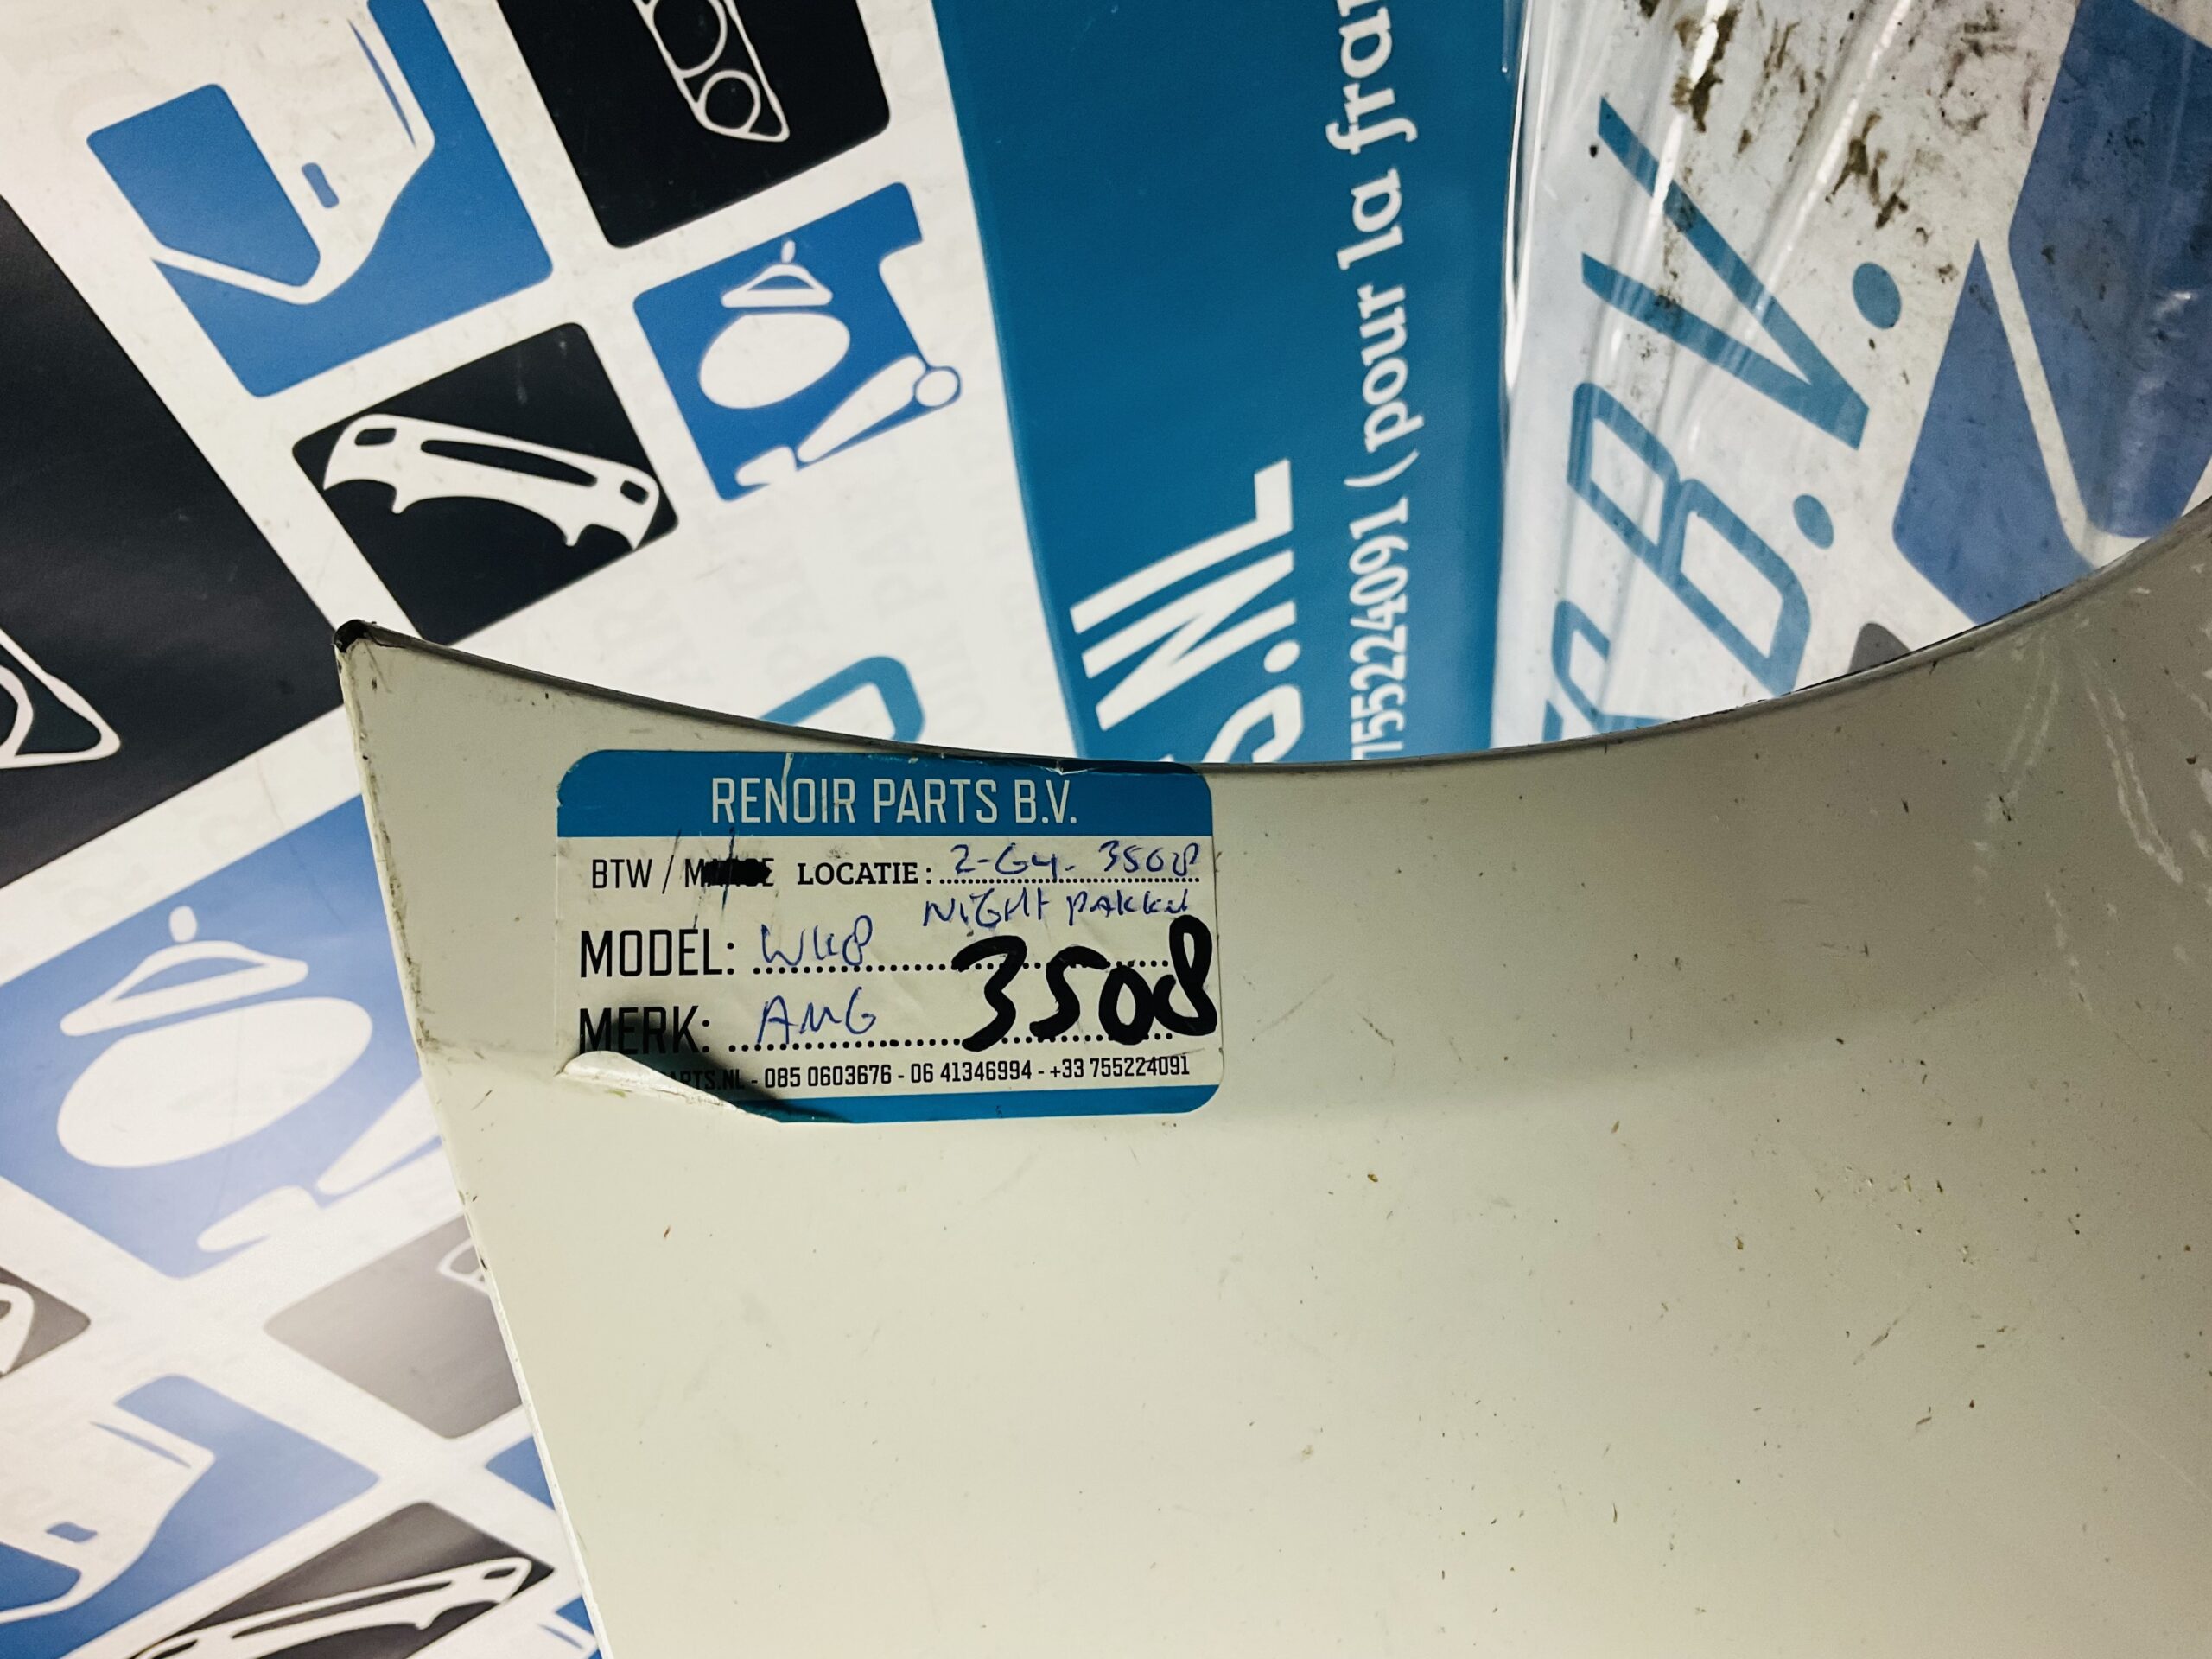 RENOIR PARTS B.V.
BTW / LOCATIE: 2-G4- 3508
NIGHT pakket
MODEL:
3508
MERK: AMG
ARTS.NL - 085 0603676 - 06 41346994 - +33 755224091
S.NL
755224091 ( pour la fra
B.V.